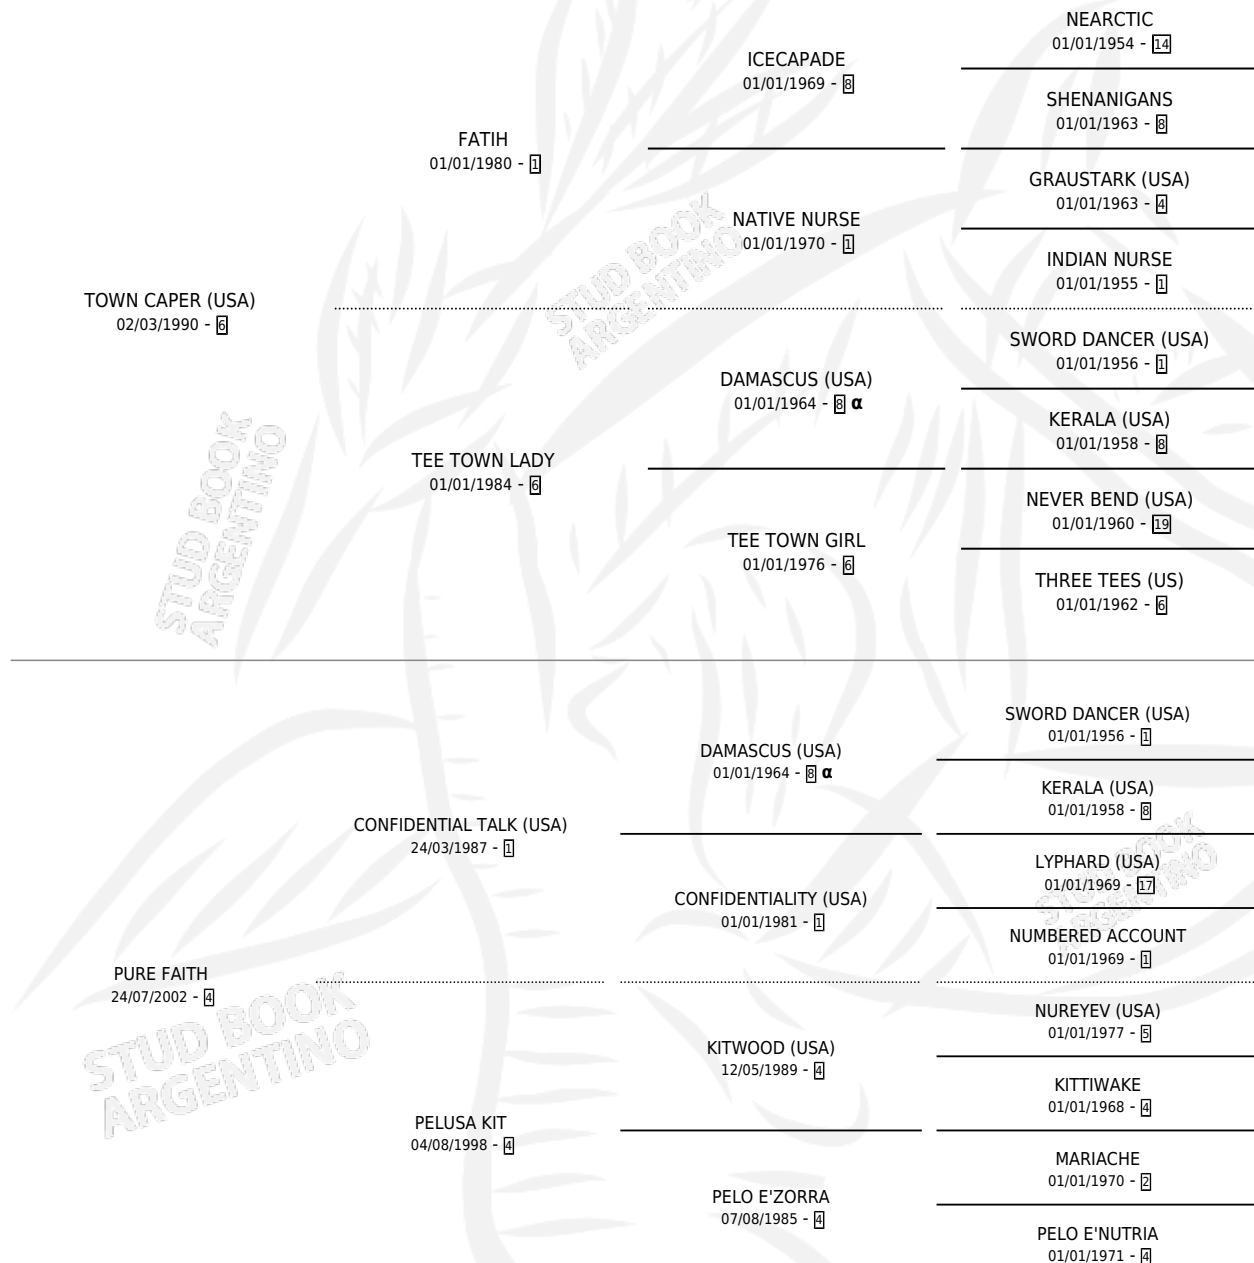 NEARCTIC
01/01/1954 - 14
ICECAPADE
01/01/1969 - 8
SHENANIGANS
01/01/1963 - 8
FATIH
01/01/1980 - 1
GRAUSTARK (USA)
01/01/1963 - 4
NATIVE NURSE
01/01/1970 - 1
INDIAN NURSE
01/01/1955 - 1
TOWN CAPER (USA)
02/03/1990 - 6
SWORD DANCER (USA)
01/01/1956 - 1
DAMASCUS (USA)
01/01/1964 - 8 α
KERALA (USA)
01/01/1958 - 8
TEE TOWN LADY
01/01/1984 - 6
NEVER BEND (USA)
01/01/1960 - 19
TEE TOWN GIRL
01/01/1976 - 6
THREE TEES (US)
01/01/1962 - 6
SWORD DANCER (USA)
01/01/1956 - 1
DAMASCUS (USA)
01/01/1964 - 8 α
KERALA (USA)
01/01/1958 - 8
CONFIDENTIAL TALK (USA)
24/03/1987 - 1
LYPHARD (USA)
01/01/1969 - 17
CONFIDENTIALITY (USA)
01/01/1981 - 1
NUMBERED ACCOUNT
01/01/1969 - 1
PURE FAITH
24/07/2002 - 4
NUREYEV (USA)
01/01/1977 - 5
KITWOOD (USA)
12/05/1989 - 4
KITTIWAKE
01/01/1968 - 4
PELUSA KIT
04/08/1998 - 4
MARIACHE
01/01/1970 - 2
PELO E'ZORRA
07/08/1985 - 4
PELO E'NUTRIA
01/01/1971 - 4
STUD BOOK
ARGENTINO
STUD BOOK
ARGENTINO
STUD BOOK
ARGENTINO
STUD BOOK
ARGENTINO